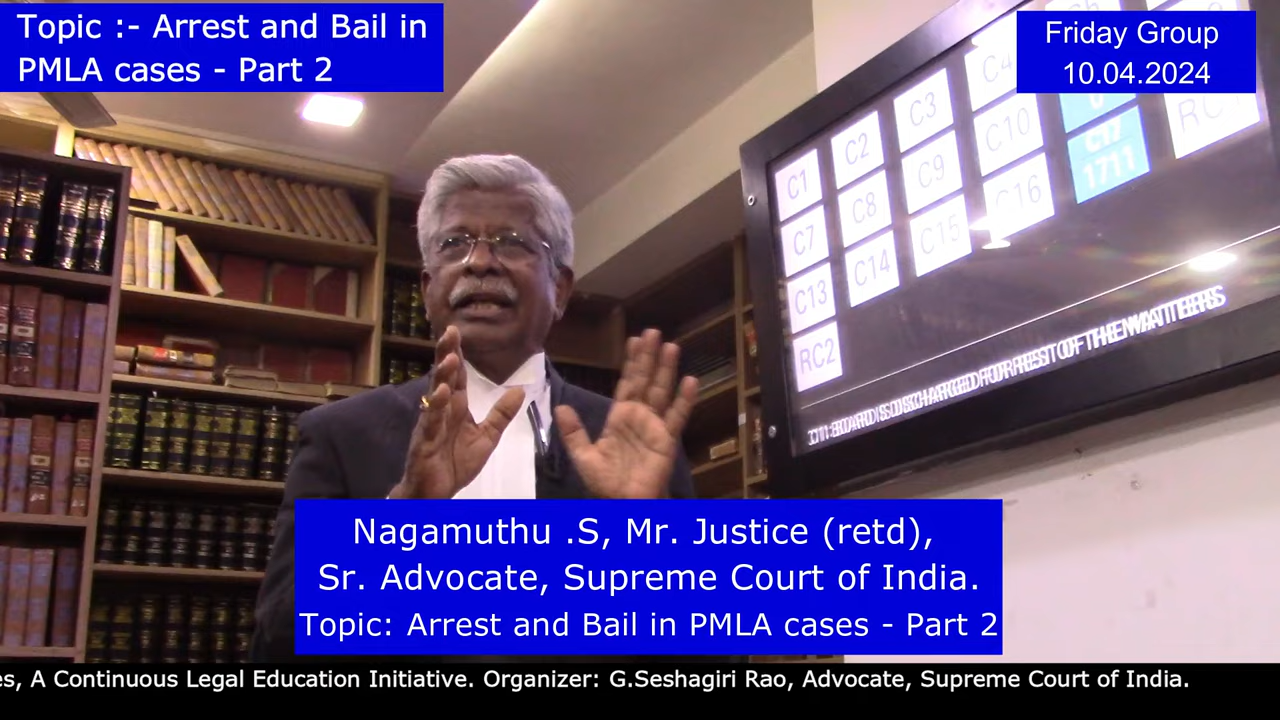 Topic :- Arrest and Bail in
PMLA cases - Part 2
Friday Group
10.04.2024
C1
C2
C3
C7
C8
C9
C10
C13
C14
C15
C16
C17
1711
RC2
Nagamuthu .S, Mr. Justice (retd),
Sr. Advocate, Supreme Court of India.
Topic: Arrest and Bail in PMLA cases - Part 2
es, A Continuous Legal Education Initiative. Organizer: G.Seshagiri Rao, Advocate, Supreme Court of India.